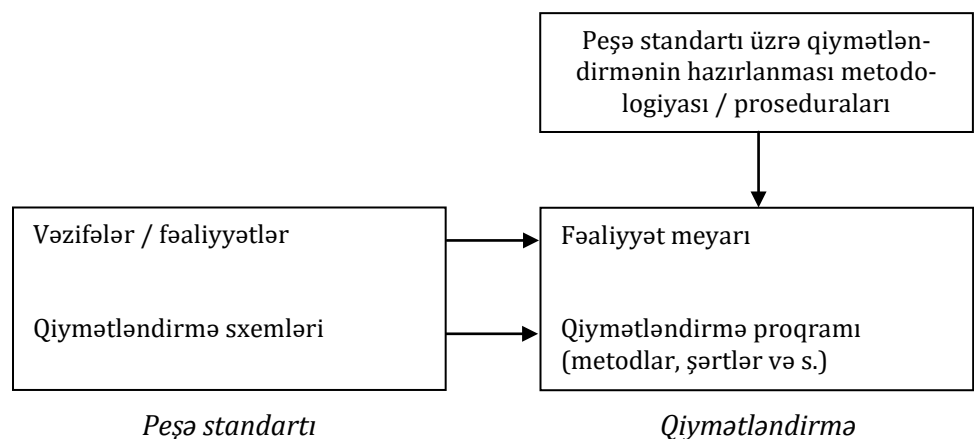 Peşə standartı üzrə qiymətlən-
dirmənin hazırlanması metodo-
logiyası / proseduraları
Vəzifələr / fəaliyyətlər
Qiymətləndirmə sxemləri
Fəaliyyət meyarı
Qiymətləndirmə proqramı
(metodlar, şərtlər və s.)
Peşə standartı
Qiymətləndirmə